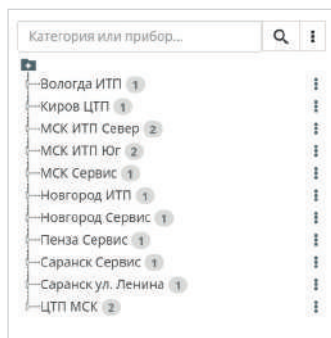 Категория или прибор...
Вологда ИТП 1
Киров ЦТП 1
МСК ИТП Север 2
МСК ИТП Юг 2
МСК Сервис 1
Новгород ИТП 1
Новгород Сервис 1
Пенза Сервис 1
Саранск Сервис 1
Саранск ул. Ленина 1
ЦТП МСК 2